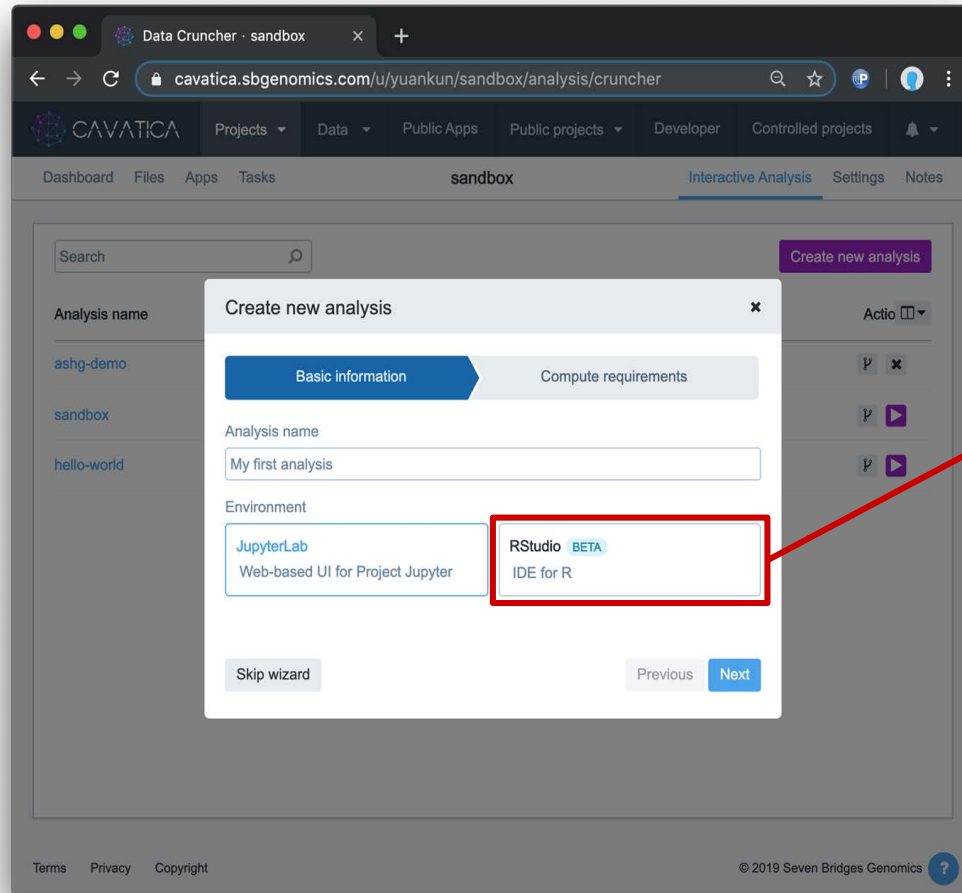 Data Cruncher · sandbox
cavatica.sbgenomics.com/u/yuankun/sandbox/analysis/cruncher
CAVATICA Projects Data Public Apps Public projects Developer Controlled projects
Dashboard Files Apps Tasks sandbox Interactive Analysis Settings Notes
Search Create new analysis
Analysis name Actio
ashg-demo
sandbox
hello-world
Create new analysis
Basic information Compute requirements
Analysis name
My first analysis
Environment
JupyterLab RStudio BETA
Web-based UI for Project Jupyter IDE for R
Skip wizard Previous Next
Terms Privacy Copyright © 2019 Seven Bridges Genomics ?